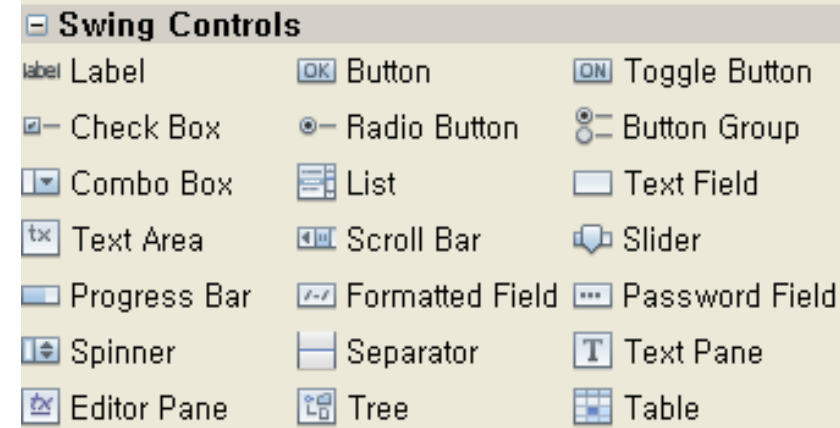 Swing Controls
label Label OK Button ON Toggle Button
Check Box Radio Button Button Group
Combo Box List Text Field
tx Text Area Scroll Bar Slider
Progress Bar Formatted Field Password Field
Spinner Separator T Text Pane
tx Editor Pane Tree Table